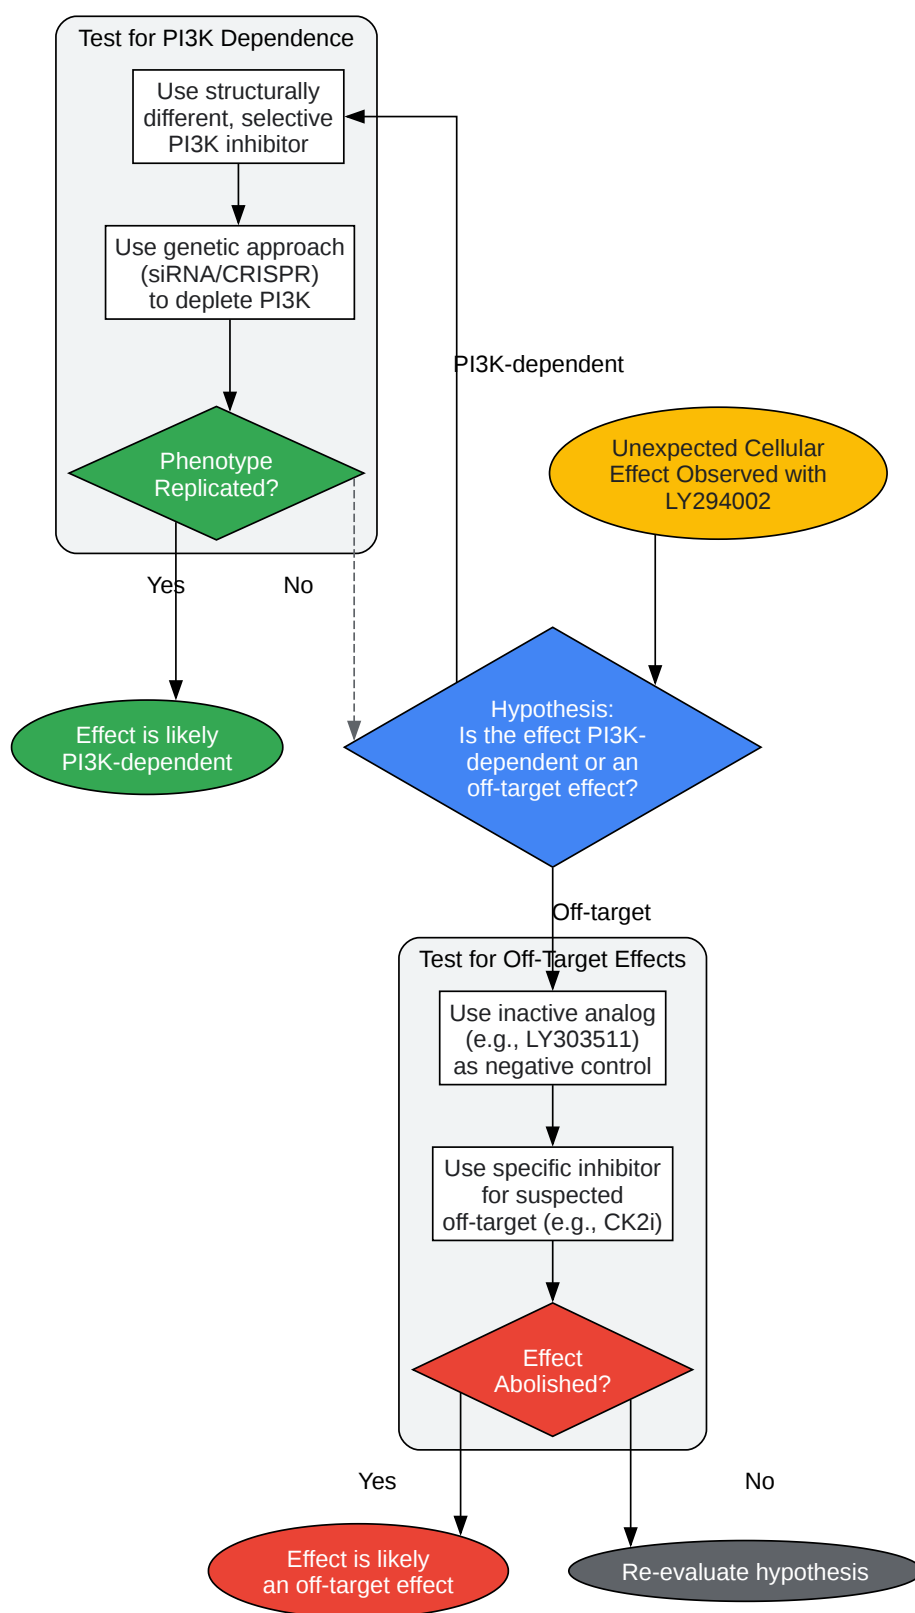 Test for PI3K Dependence
Use structurally
different, selective
PI3K inhibitor
Use genetic approach
(siRNA/CRISPR)
to deplete PI3K
PI3K-dependent
Phenotype
Replicated?
Unexpected Cellular
Effect Observed with
LY294002
Yes
No
Effect is likely
PI3K-dependent
Hypothesis:
Is the effect PI3K-
dependent or an
off-target effect?
Off-target
Test for Off-Target Effects
Use inactive analog
(e.g., LY303511)
as negative control
Use specific inhibitor
for suspected
off-target (e.g., CK2i)
Effect
Abolished?
Yes
No
Effect is likely
an off-target effect
Re-evaluate hypothesis